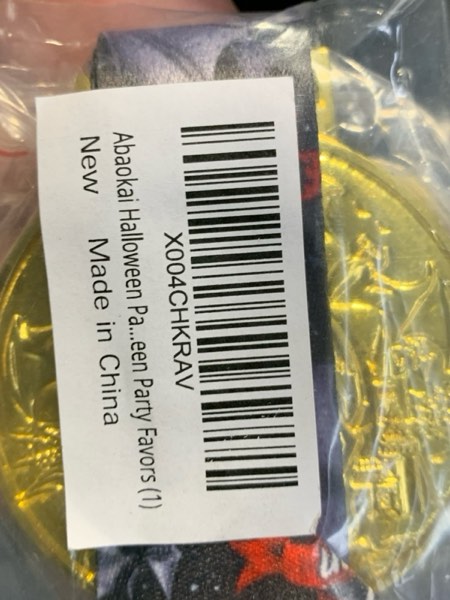 X004CHKRAV
Abaokai Halloween Pa...een Party Favors (1)
New
Made in China